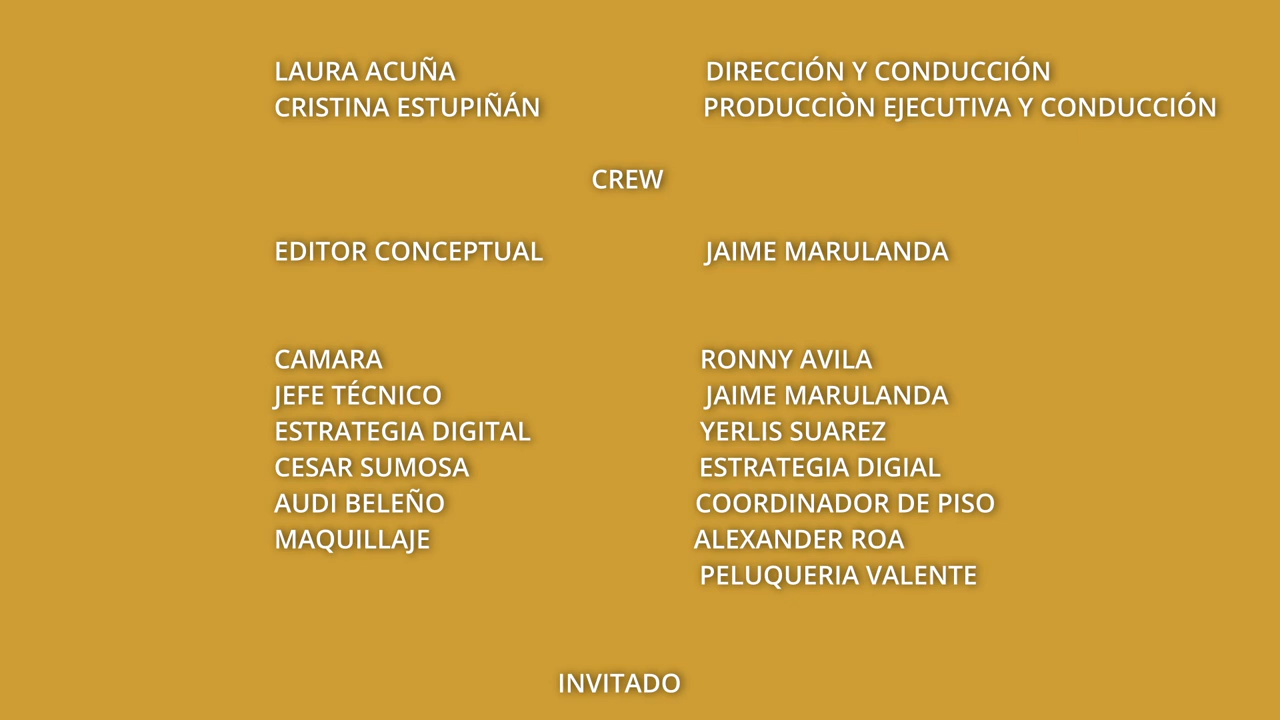 LAURA ACUÑA DIRECCIÓN Y CONDUCCIÓN
CRISTINA ESTUPIÑÁN PRODUCCIÒN EJECUTIVA Y CONDUCCIÓN
CREW
EDITOR CONCEPTUAL JAIME MARULANDA
CAMARA RONNY AVILA
JEFE TÉCNICO JAIME MARULANDA
ESTRATEGIA DIGITAL YERLIS SUAREZ
CESAR SUMOSA ESTRATEGIA DIGIAL
AUDI BELEÑO COORDINADOR DE PISO
MAQUILLAJE ALEXANDER ROA
PELUQUERIA VALENTE
INVITADO